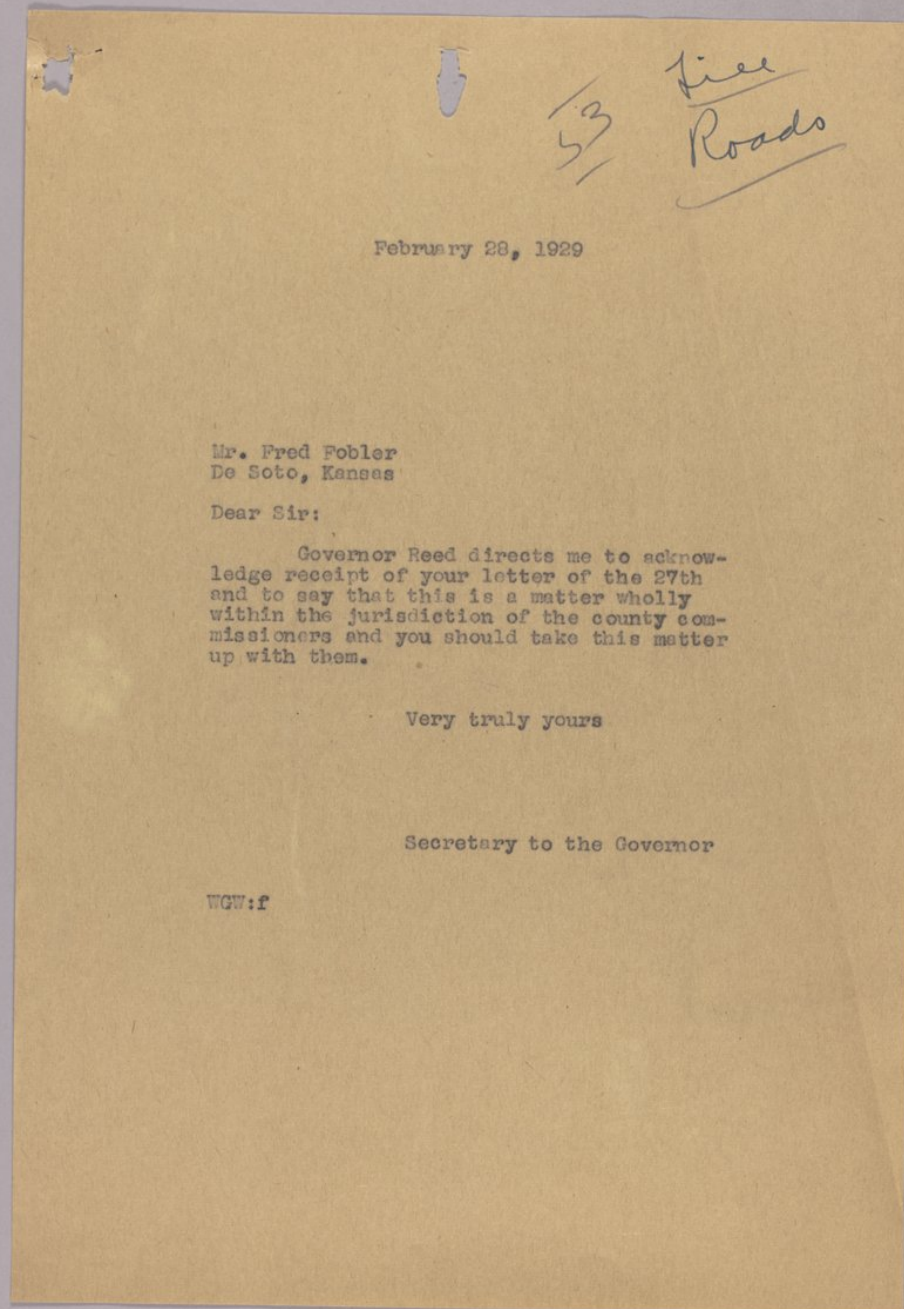 File
53
Roads
February 28, 1929
Mr. Fred Fobler
De Soto, Kansas
Dear Sir:
Governor Reed directs me to acknow-
ledge receipt of your letter of the 27th
and to say that this is a matter wholly
within the jurisdiction of the county com-
missioners and you should take this matter
up with them.
Very truly yours
Secretary to the Governor
WGW:f